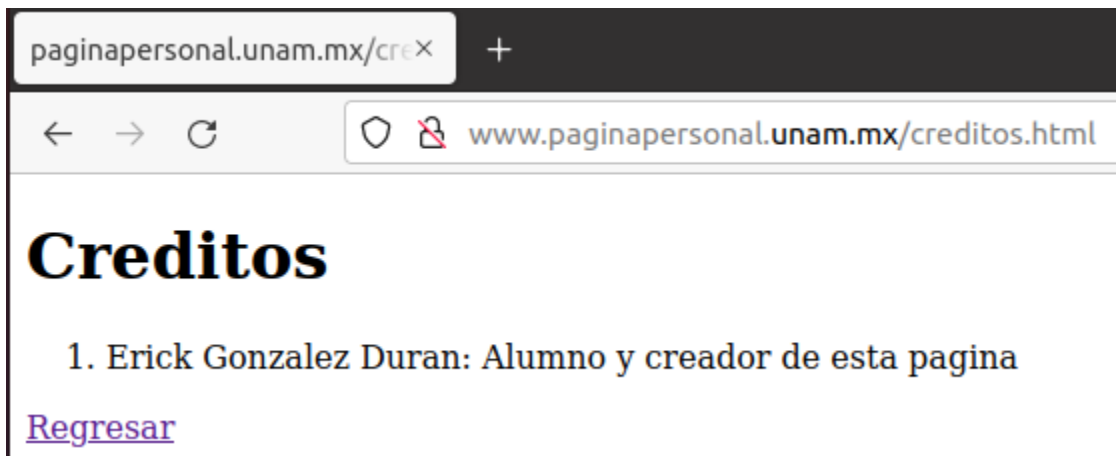 paginapersonal.unam.mx/cre
www.paginapersonal.unam.mx/creditos.html
Creditos
1. Erick Gonzalez Duran: Alumno y creador de esta pagina
Regresar